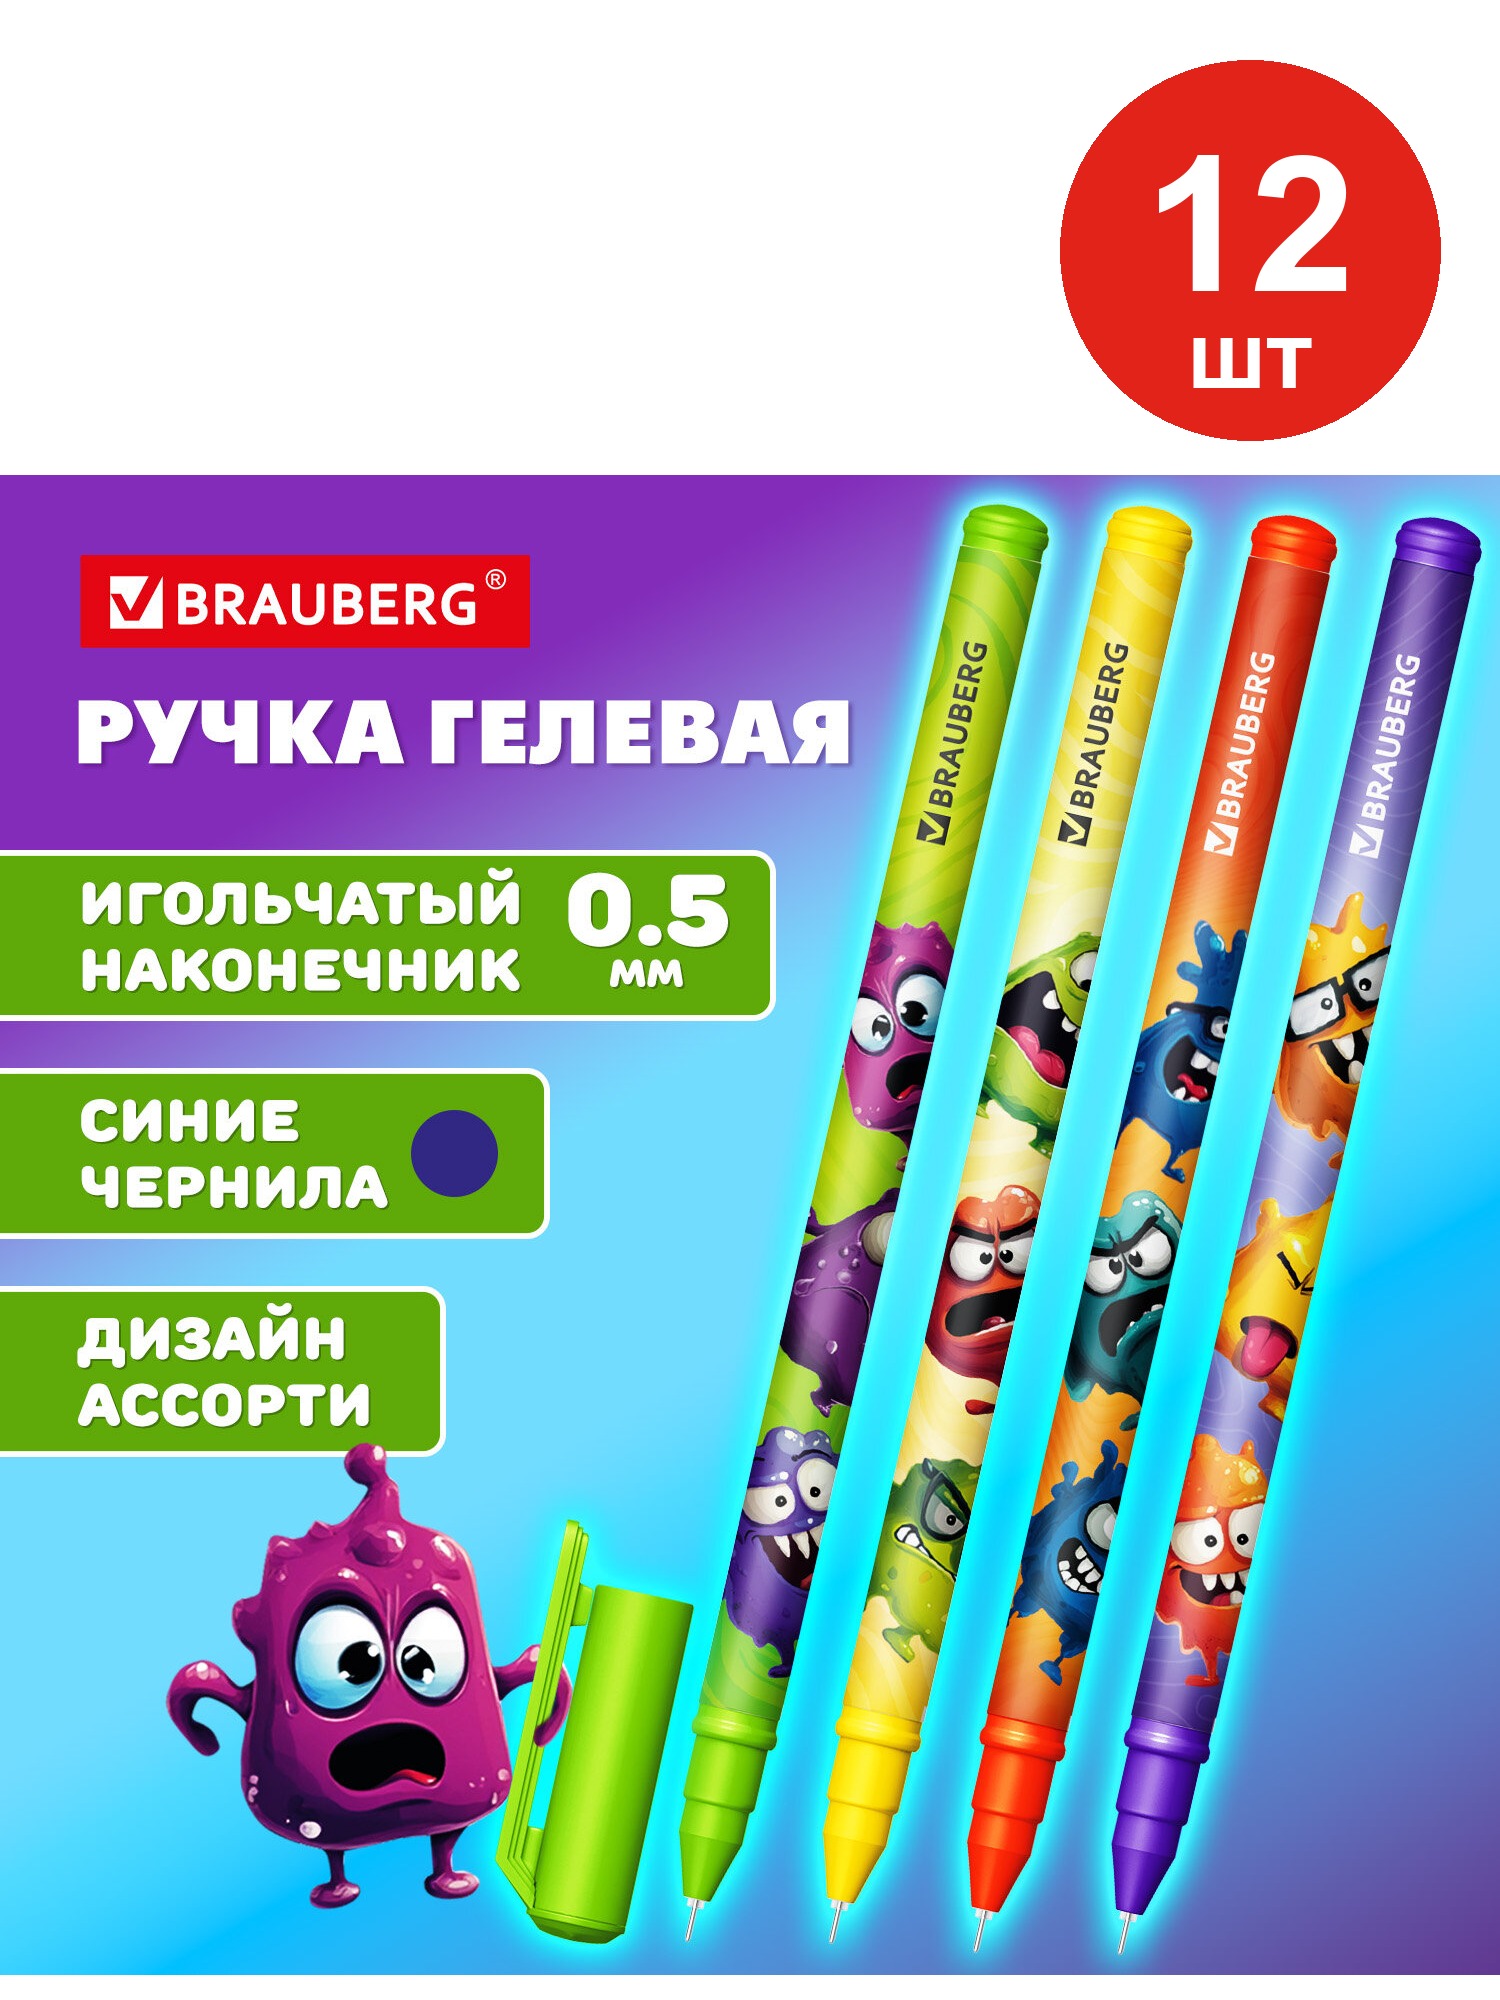 12
шт
BRAUBERG®
РУЧКА ГЕЛЕВАЯ
ИГОЛЬЧАТЫЙ
НАКОНЕЧНИК
0.5
ММ
СИНИЕ
ЧЕРНИЛА
ДИЗАЙН
АССОРТИ
BRAUBERG
BRAUBERG
BRAUBERG
BRAUBERG